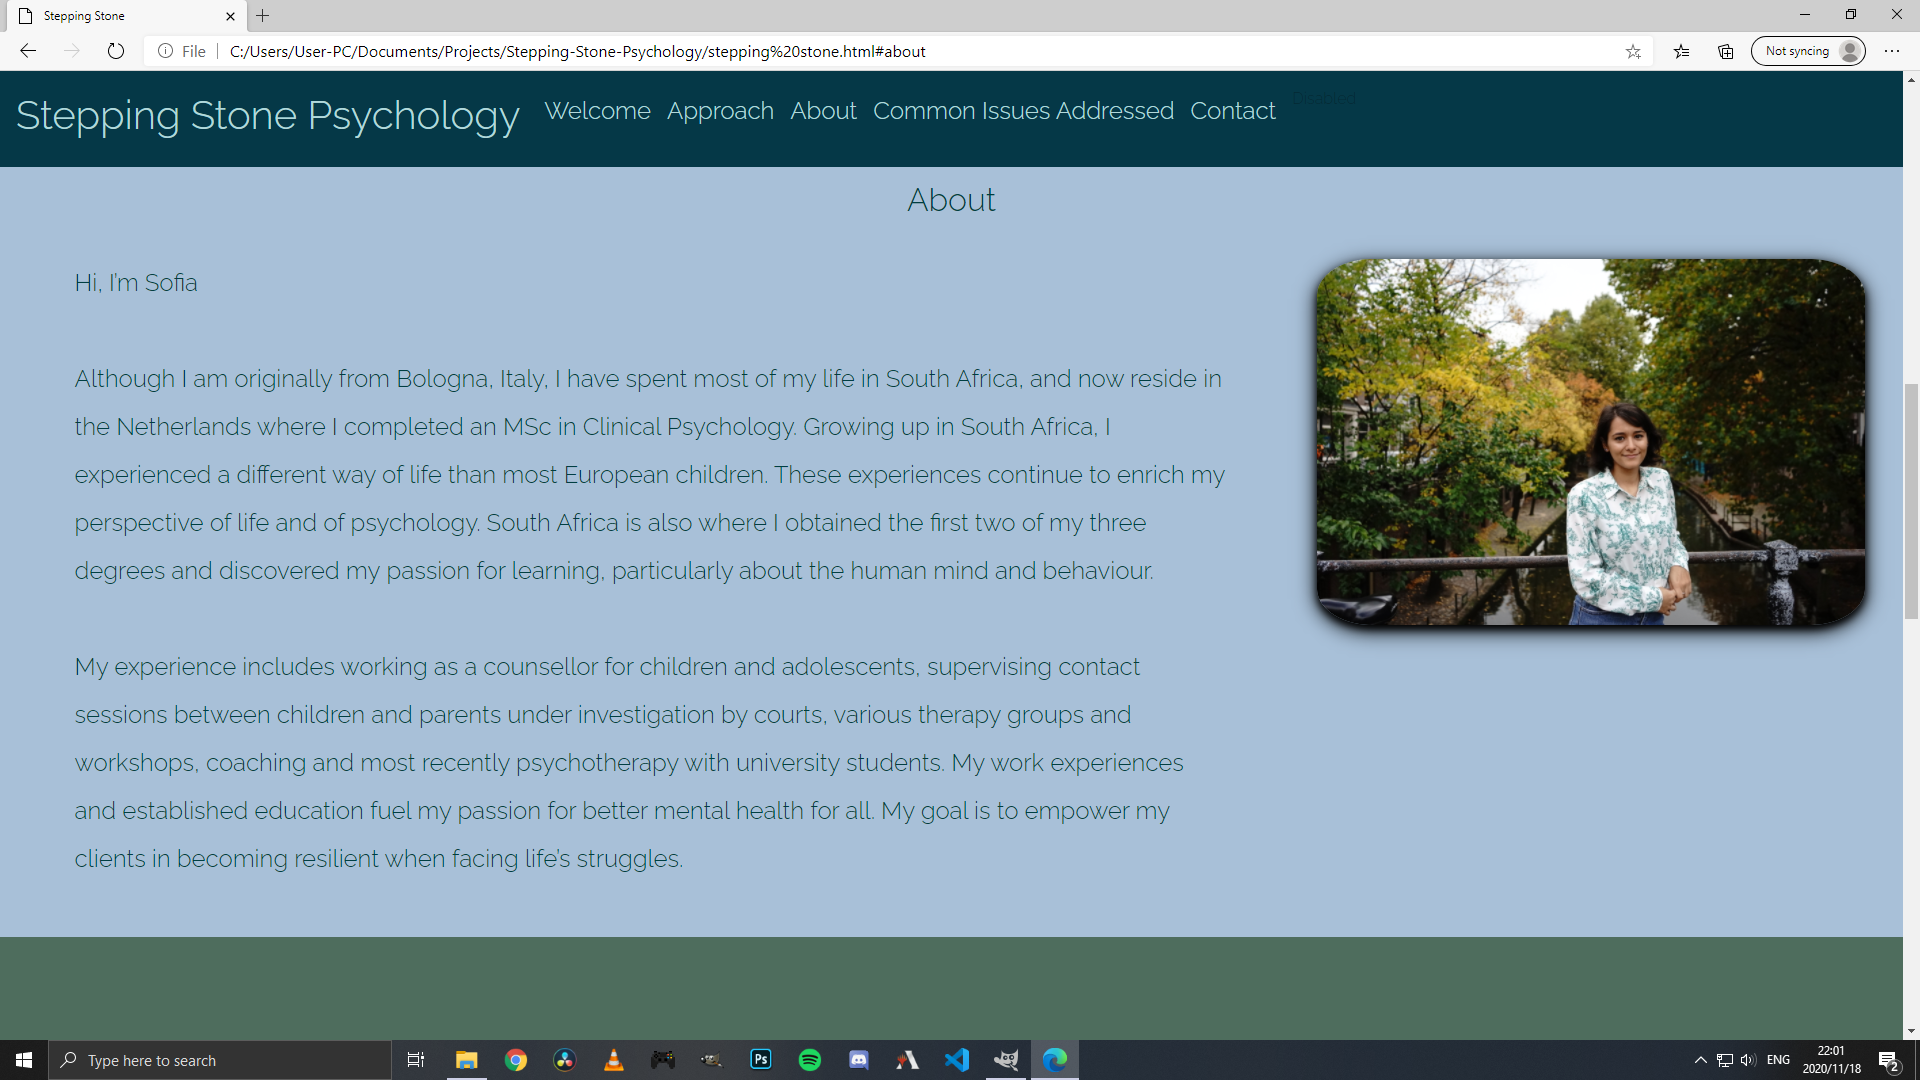 Stepping Stone
File
C:/Users/User-PC/Documents/Projects/Stepping-Stone-Psychology/stepping%20stone.html#about
Not syncing
Stepping Stone Psychology
Welcome Approach About Common Issues Addressed Contact Disabled
About
Hi, I'm Sofia
Although I am originally from Bologna, Italy, I have spent most of my life in South Africa, and now reside in
the Netherlands where I completed an MSc in Clinical Psychology. Growing up in South Africa, I
experienced a different way of life than most European children. These experiences continue to enrich my
perspective of life and of psychology. South Africa is also where I obtained the first two of my three
degrees and discovered my passion for learning, particularly about the human mind and behaviour.
My experience includes working as a counsellor for children and adolescents, supervising contact
sessions between children and parents under investigation by courts, various therapy groups and
workshops, coaching and most recently psychotherapy with university students. My work experiences
and established education fuel my passion for better mental health for all. My goal is to empower my
clients in becoming resilient when facing life's struggles.
Type here to search
Ps
ENG
22:01
2020/11/18
2